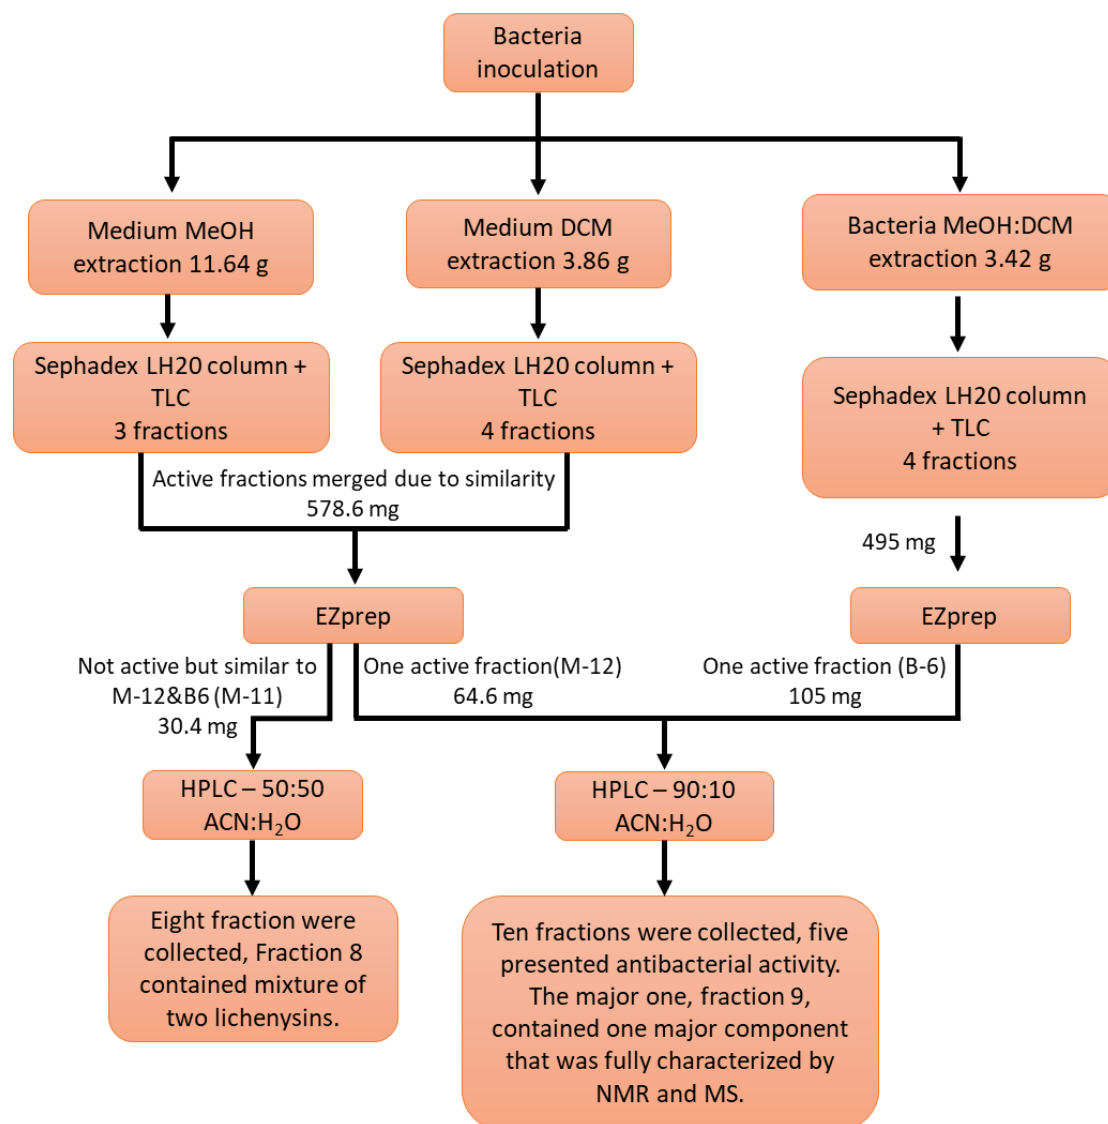 Bacteria
inoculation
Medium MeOH
extraction 11.64 g
Medium DCM
extraction 3.86 g
Bacteria MeOH:DCM
extraction 3.42 g
Sephadex LH20 column +
TLC
3 fractions
Sephadex LH20 column +
TLC
4 fractions
Sephadex LH20 column
+ TLC
4 fractions
Active fractions merged due to similarity
578.6 mg
495 mg
EZprep
EZprep
Not active but similar to
M-12&B6 (M-11)
30.4 mg
One active fraction(M-12)
64.6 mg
One active fraction (B-6)
105 mg
HPLC – 50:50
ACN:H₂O
HPLC – 90:10
ACN:H₂O
Eight fraction were
collected, Fraction 8
contained mixture of
two lichenysins.
Ten fractions were collected, five
presented antibacterial activity.
The major one, fraction 9,
contained one major component
that was fully characterized by
NMR and MS.